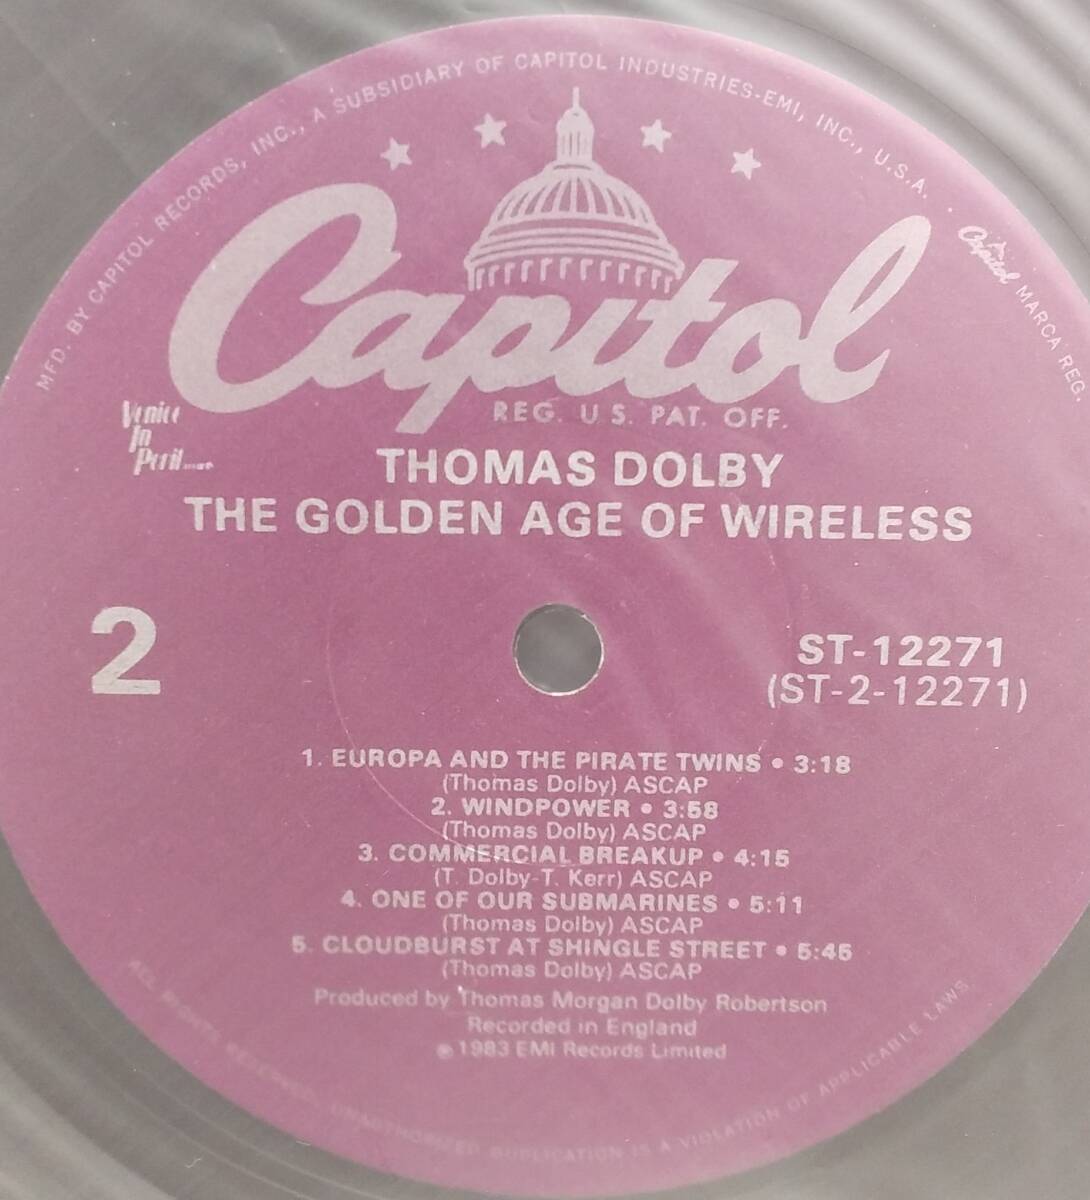 MFD. BY CAPITOL RECORDS, INC., A SUBSIDIARY OF CAPITOL INDUSTRIES-EMI, INC., U.S.A. · Capitol MARCA REG.
Capitol
REG. U.S. PAT. OFF.
Venice
In
Peril
THOMAS DOLBY
THE GOLDEN AGE OF WIRELESS
2
ST-12271
(ST-2-12271)
1. EUROPA AND THE PIRATE TWINS • 3:18
(Thomas Dolby) ASCAP
2. WINDPOWER • 3:58
(Thomas Dolby) ASCAP
3. COMMERCIAL BREAKUP • 4:15
(T. Dolby-T. Kerr) ASCAP
4. ONE OF OUR SUBMARINES • 5:11
(Thomas Dolby) ASCAP
5. CLOUDBURST AT SHINGLE STREET • 5:45
(Thomas Dolby) ASCAP
Produced by Thomas Morgan Dolby Robertson
Recorded in England
℗ 1983 EMI Records Limited
ALL RIGHTS RESERVED. UNAUTHORIZED DUPLICATION IS A VIOLATION OF APPLICABLE LAWS